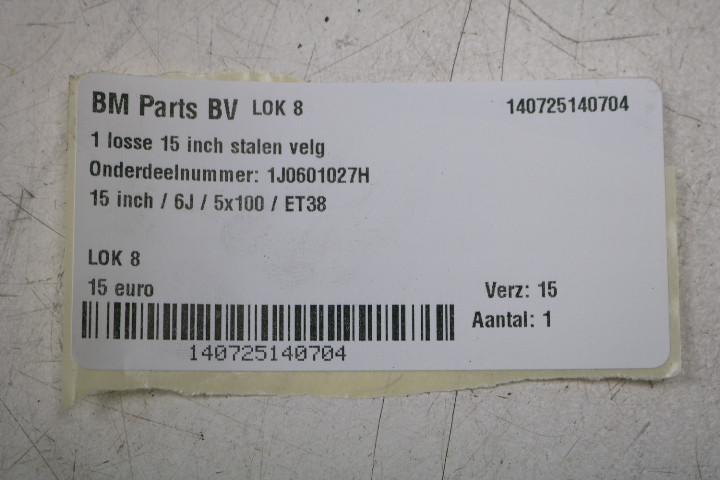 BM Parts BV LOK 8 140725140704
1 losse 15 inch stalen velg
Onderdeelnummer: 1J0601027H
15 inch / 6J / 5x100 / ET38
LOK 8
15 euro Verz: 15
Aantal: 1
140725140704